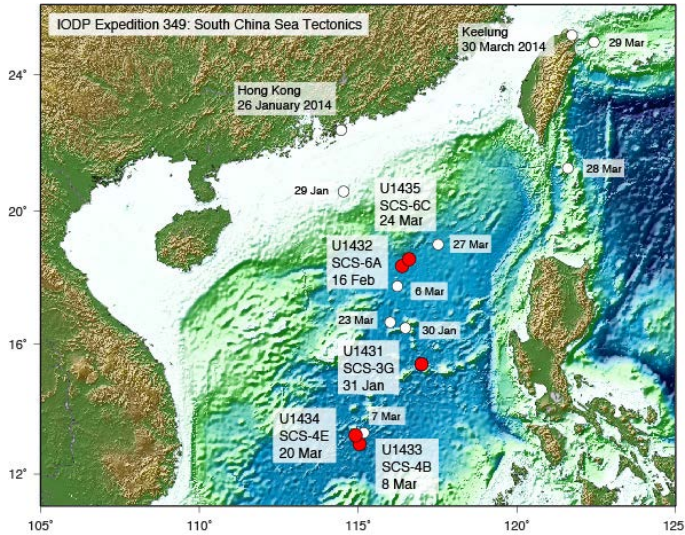 IODP Expedition 349: South China Sea Tectonics
Keelung
30 March 2014
29 Mar
24°
Hong Kong
26 January 2014
28 Mar
29 Jan
U1435
SCS-6C
24 Mar
20°
27 Mar
U1432
SCS-6A
16 Feb
6 Mar
23 Mar
30 Jan
16°
U1431
SCS-3G
31 Jan
7 Mar
U1434
SCS-4E
20 Mar
U1433
SCS-4B
8 Mar
12°
105°
110°
115°
120°
125